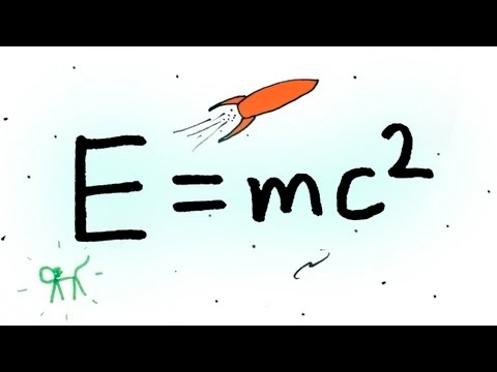 E = mc²